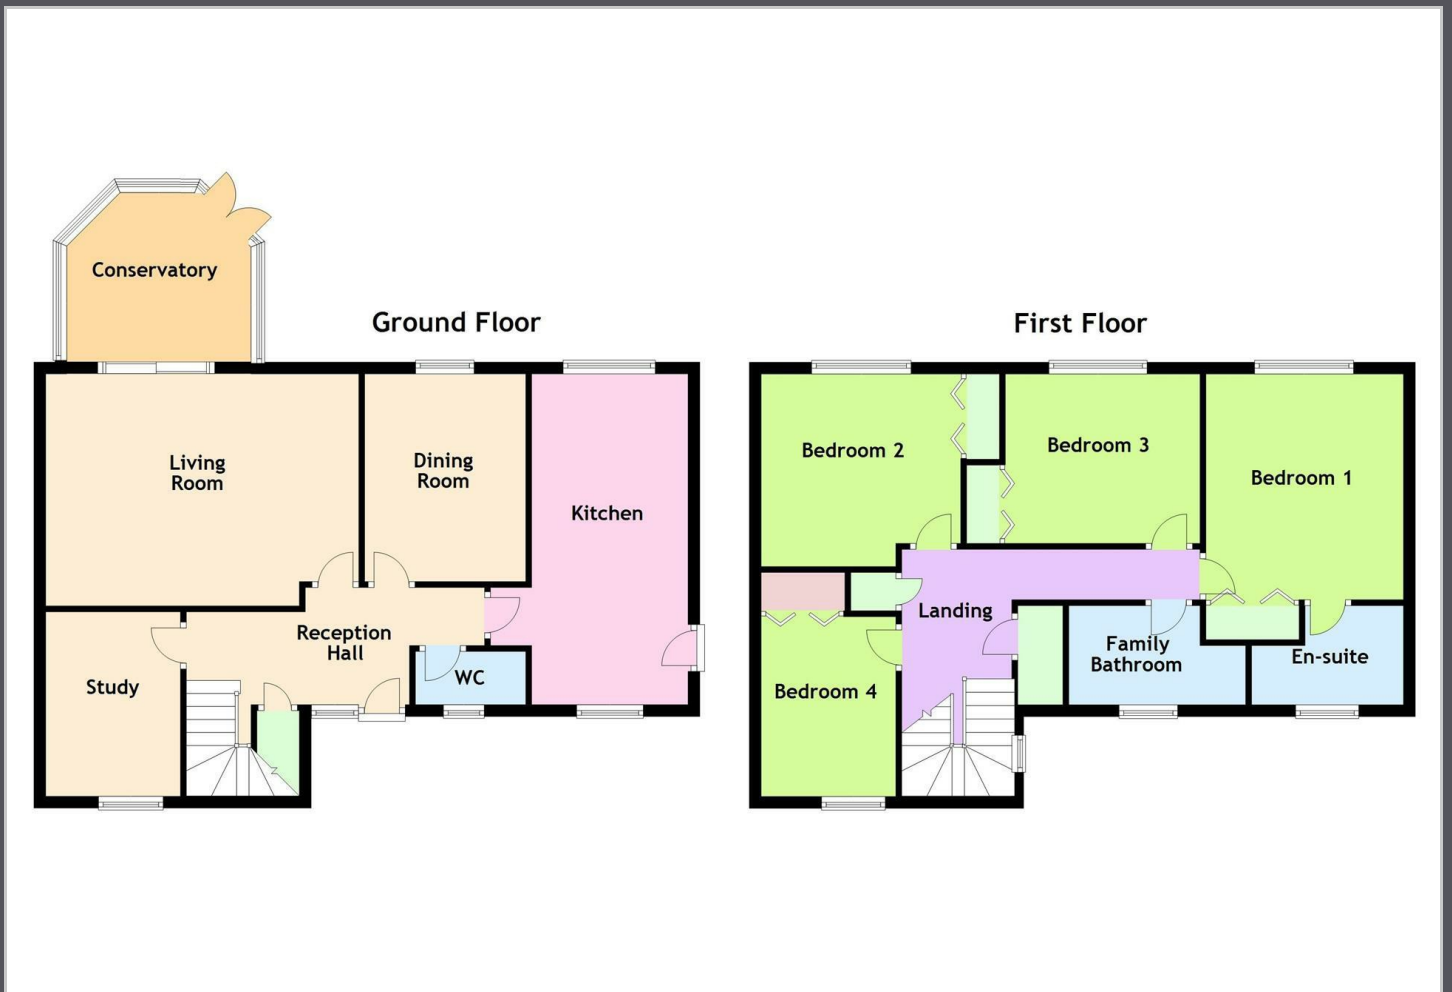 Conservatory
Ground Floor
Living
Room
Dining
Room
Kitchen
Reception
Hall
Study
WC
First Floor
Bedroom 2
Bedroom 3
Bedroom 1
Landing
Family
Bathroom
En-suite
Bedroom 4